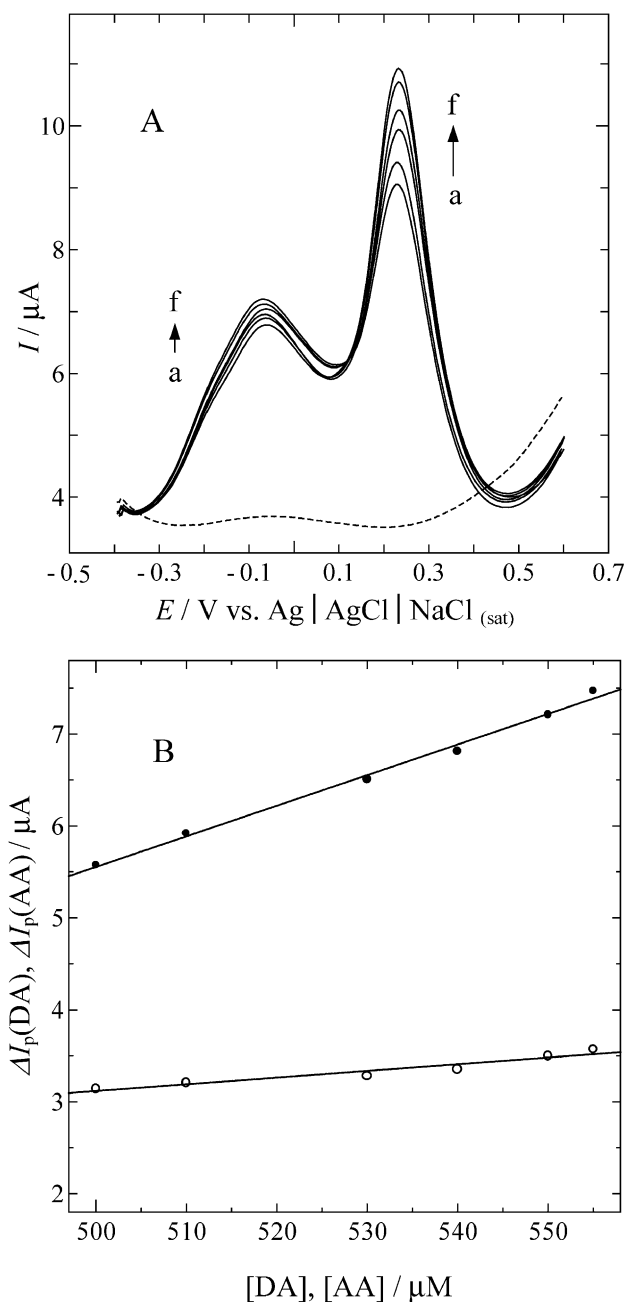 A
10
8
6
4
I / μA
f
a
f
a
-0.5
-0.3
-0.1
0.1
0.3
0.5
0.7
E / V vs. Ag | AgCl | NaCl (sat)
B
7
6
5
4
3
2
ΔIp(DA), ΔIp(AA) / μA
500
510
520
530
540
550
[DA], [AA] / μM